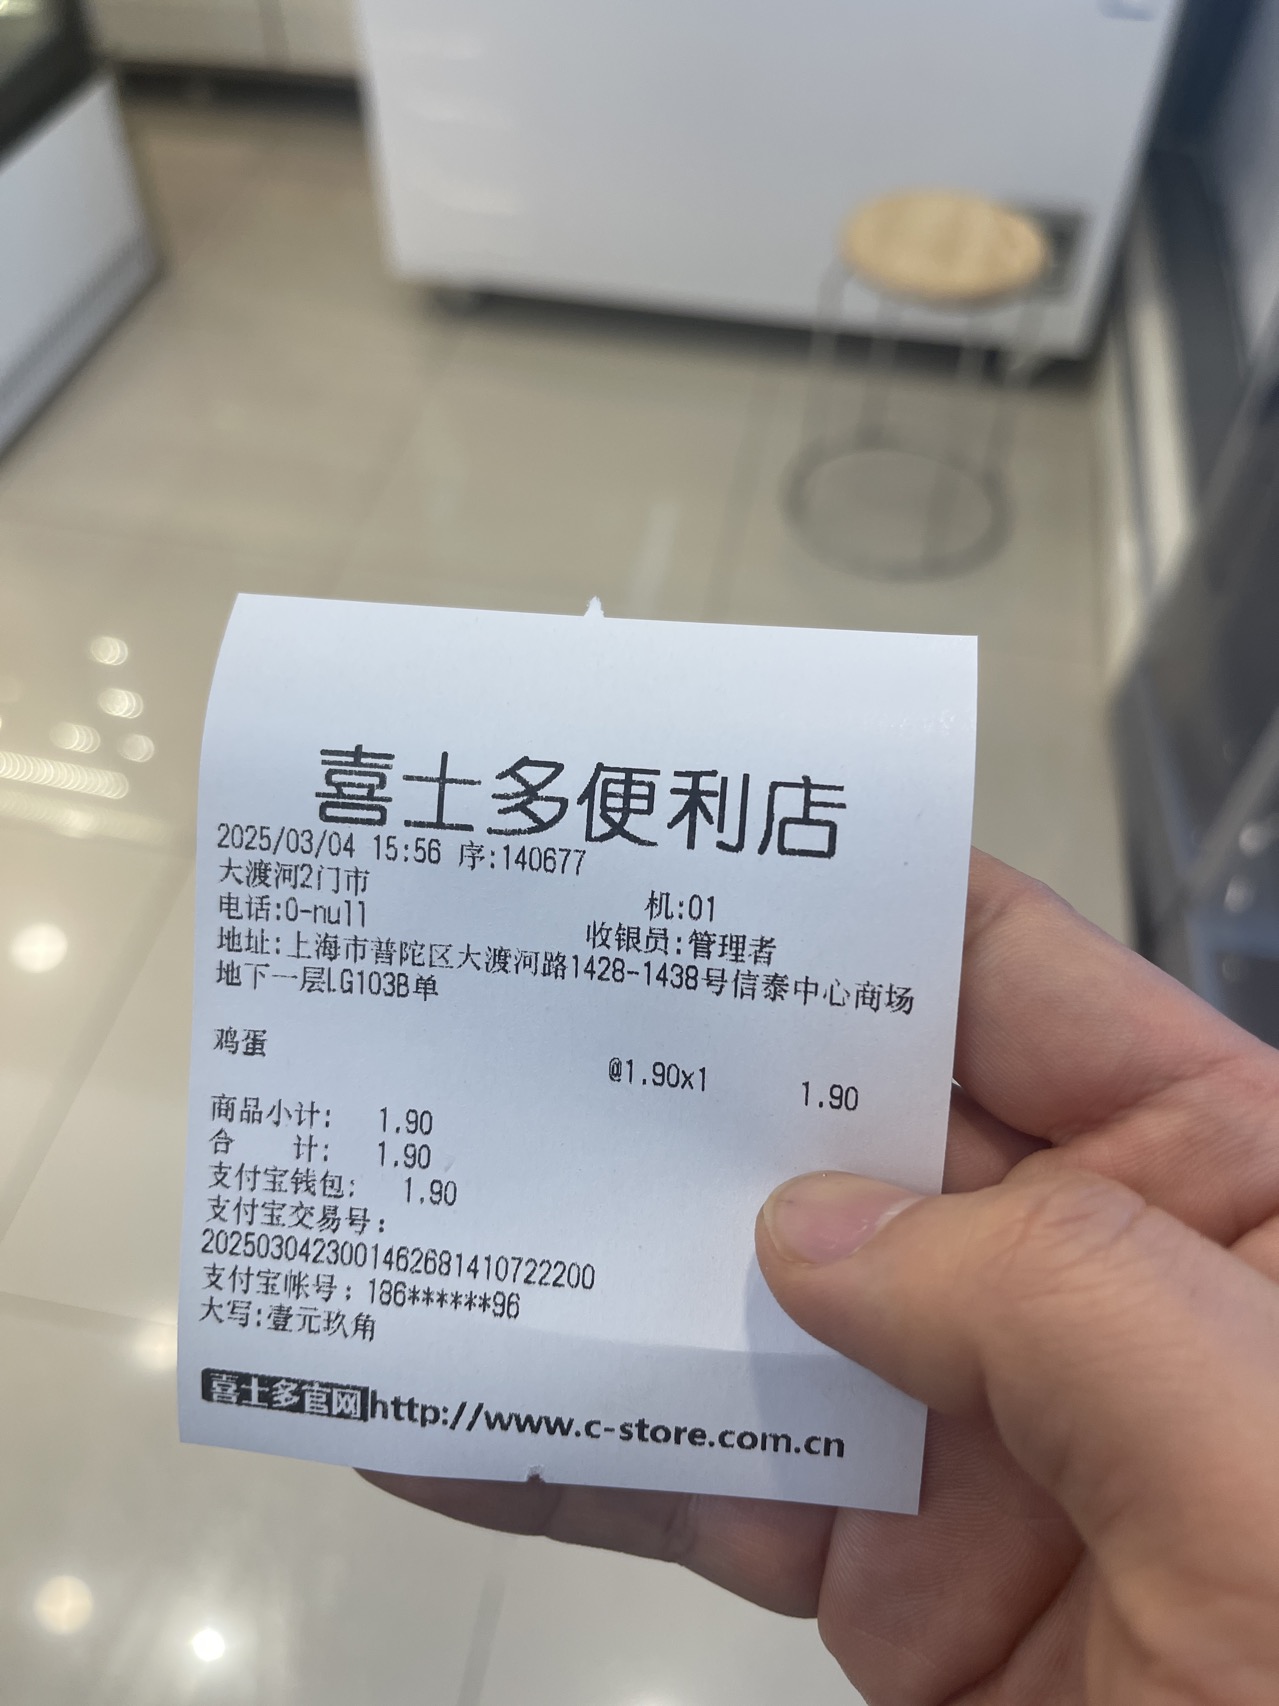 喜士多便利店
2025/03/04 15:56 序:140677
大渡河2门市 机:01
电话:0-null 收银员:管理者
地址:上海市普陀区大渡河路1428-1438号信泰中心商场
地下一层LG103B单
鸡蛋 @1.90x1 1.90
商品小计: 1.90
合 计: 1.90
支付宝钱包: 1.90
支付宝交易号:
2025030423001462681410722200
支付宝帐号:186******96
大写:壹元玖角
喜士多官网http://www.c-store.com.cn